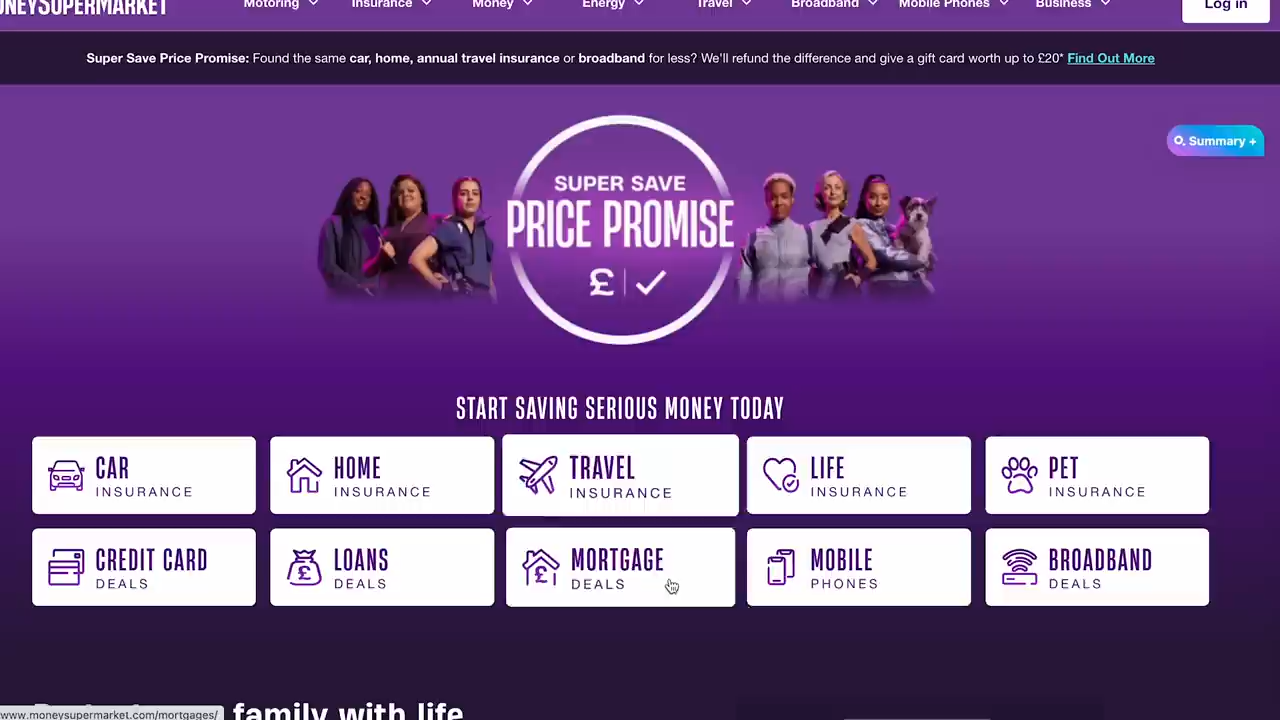 MONEYSUPERMARKET
Motoring Insurance Money Energy Travel Broadband Mobile Phones Business Log in
Super Save Price Promise: Found the same car, home, annual travel insurance or broadband for less? We'll refund the difference and give a gift card worth up to £20* Find Out More
Summary +
SUPER SAVE
PRICE PROMISE
£
START SAVING SERIOUS MONEY TODAY
CAR
INSURANCE
HOME
INSURANCE
TRAVEL
INSURANCE
LIFE
INSURANCE
PET
INSURANCE
CREDIT CARD
DEALS
LOANS
DEALS
MORTGAGE
DEALS
MOBILE
PHONES
BROADBAND
DEALS
family with life
www.moneysupermarket.com/mortgages/